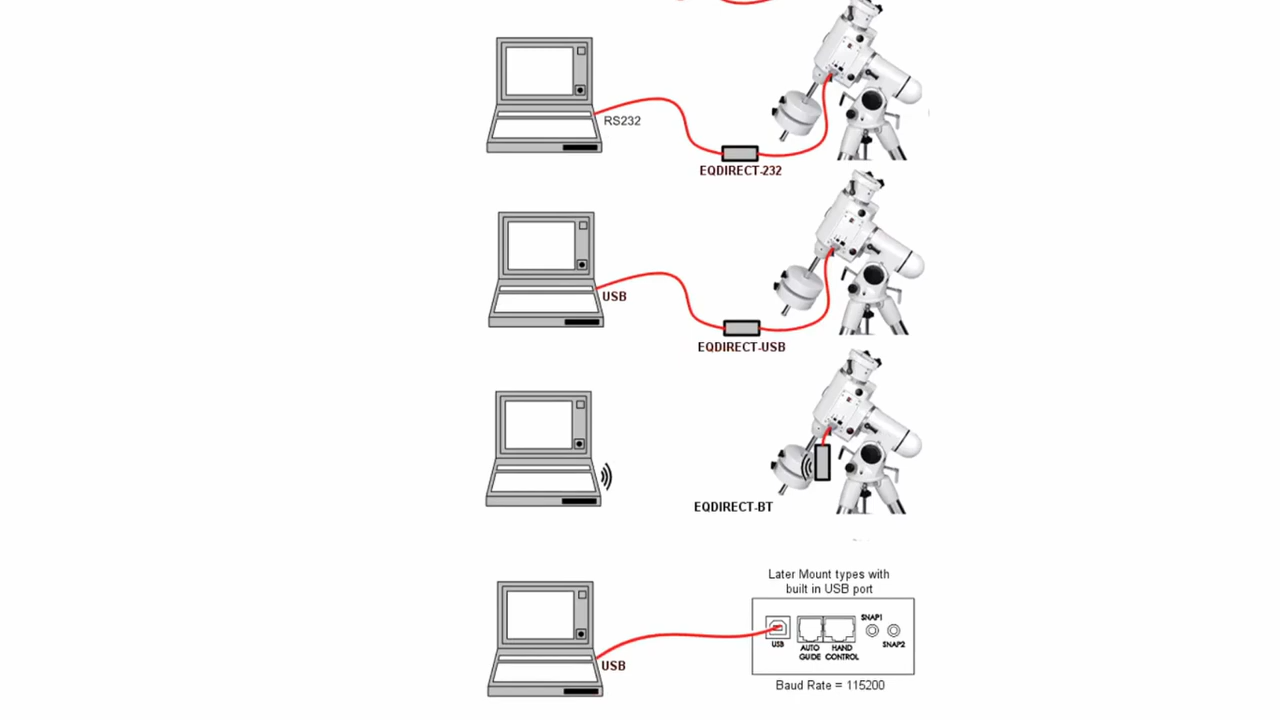 RS232
EQDIRECT-232
USB
EQDIRECT-USB
EQDIRECT-BT
Later Mount types with
built in USB port
SNAP1
USB
AUTO
GUIDE
HAND
CONTROL
SNAP2
USB
Baud Rate = 115200